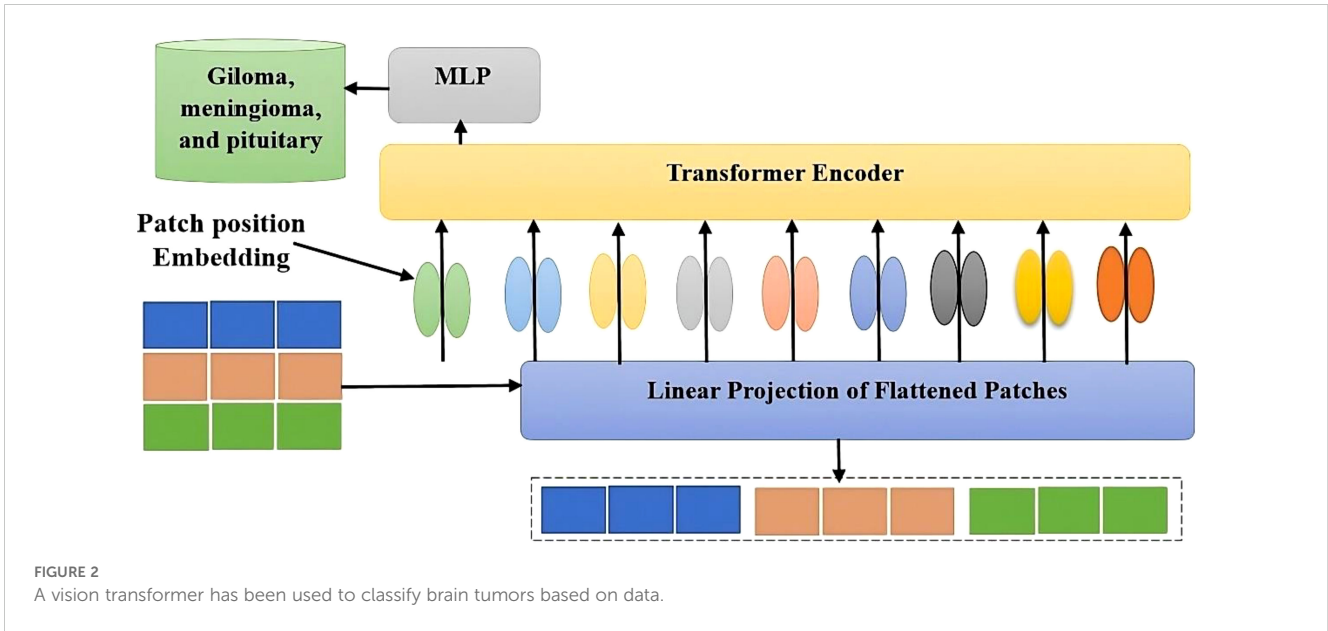 Giloma,
meningioma,
and pituitary
MLP
Transformer Encoder
Patch position
Embedding
Linear Projection of Flattened Patches
FIGURE 2
A vision transformer has been used to classify brain tumors based on data.